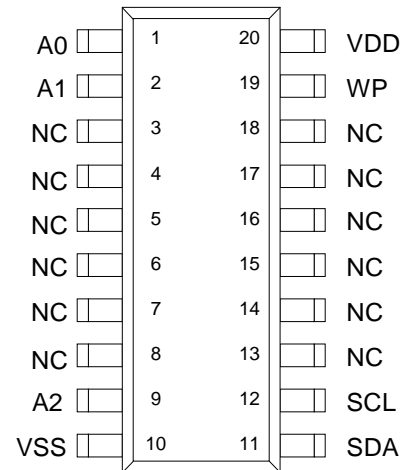 A0 1 20 VDD
A1 2 19 WP
NC 3 18 NC
NC 4 17 NC
NC 5 16 NC
NC 6 15 NC
NC 7 14 NC
NC 8 13 NC
A2 9 12 SCL
VSS 10 11 SDA